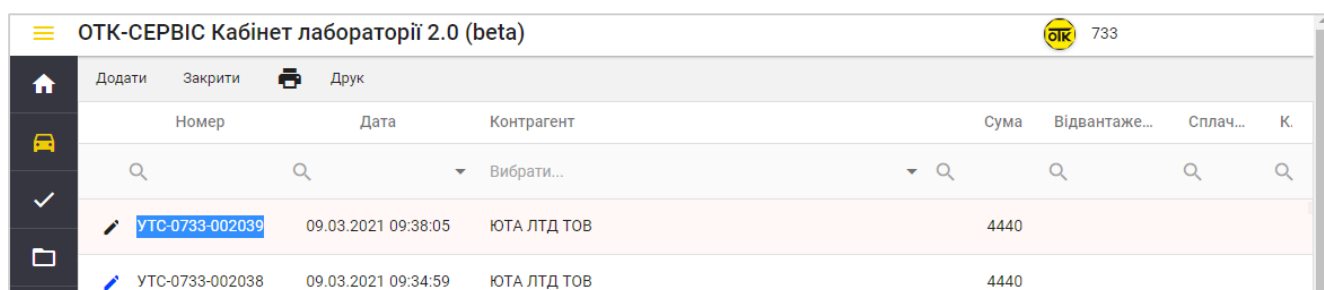 ОТК-СЕРВІС Кабінет лабораторії 2.0 (beta) отк 733
Додати Закрити Друк
Номер Дата Контрагент Сума Відвантаже... Сплач... К.
Вибрати...
УТС-0733-002039 09.03.2021 09:38:05 ЮТА ЛТД ТОВ 4440
УТС-0733-002038 09.03.2021 09:34:59 ЮТА ЛТД ТОВ 4440